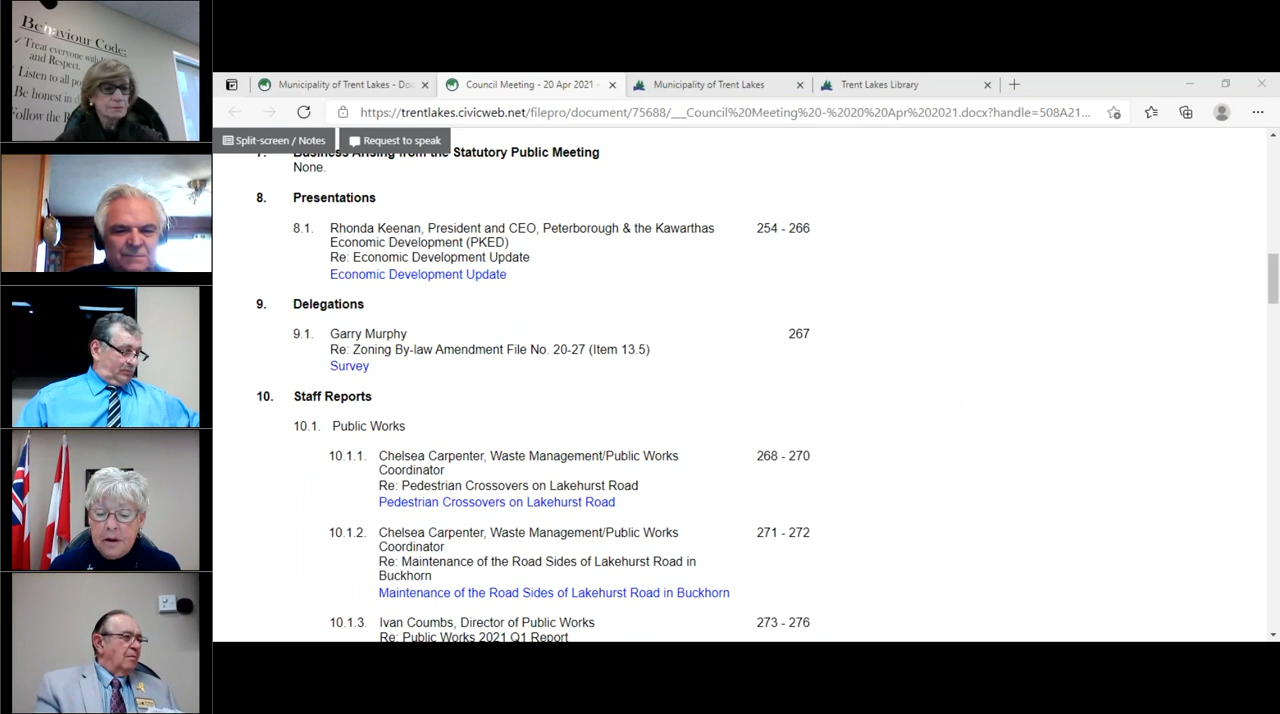 Behaviour Code:
✓ Treat everyone with
and Respect.
Listen to all po
Be honest in d
Follow the R
Municipality of Trent Lakes - Do
Council Meeting - 20 Apr 2021 -
Municipality of Trent Lakes
Trent Lakes Library
https://trentlakes.civicweb.net/filepro/document/75688/___Council%20Meeting%20-%2020%20Apr%202021.docx?handle=508A21...
Split-screen / Notes
Request to speak
7. Business Arising from the Statutory Public Meeting
None.
8. Presentations
8.1. Rhonda Keenan, President and CEO, Peterborough & the Kawarthas 254 - 266
Economic Development (PKED)
Re: Economic Development Update
Economic Development Update
9. Delegations
9.1. Garry Murphy 267
Re: Zoning By-law Amendment File No. 20-27 (Item 13.5)
Survey
10. Staff Reports
10.1. Public Works
10.1.1. Chelsea Carpenter, Waste Management/Public Works 268 - 270
Coordinator
Re: Pedestrian Crossovers on Lakehurst Road
Pedestrian Crossovers on Lakehurst Road
10.1.2. Chelsea Carpenter, Waste Management/Public Works 271 - 272
Coordinator
Re: Maintenance of the Road Sides of Lakehurst Road in
Buckhorn
Maintenance of the Road Sides of Lakehurst Road in Buckhorn
10.1.3. Ivan Coumbs, Director of Public Works 273 - 276
Re: Public Works 2021 Q1 Report